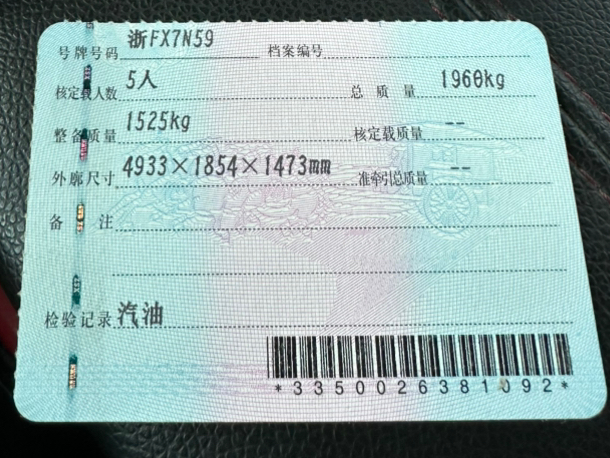 号牌号码 浙FX7N59 档案编号
核定载人数 5人 总质量 1960kg
整备质量 1525kg 核定载质量 --
外廓尺寸 4933×1854×1473mm 准牵引总质量 --
备注
检验记录 汽油
*3350026381092*